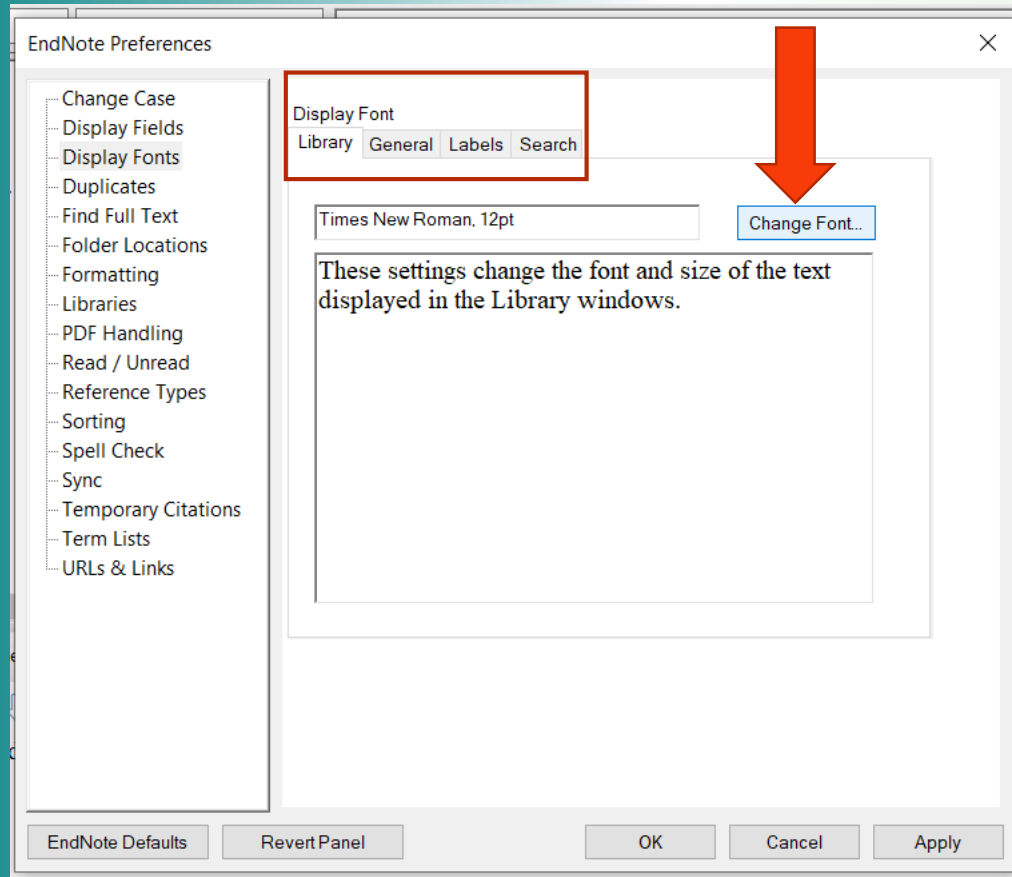 EndNote Preferences
Change Case
Display Fields
Display Fonts
Duplicates
Find Full Text
Folder Locations
Formatting
Libraries
PDF Handling
Read / Unread
Reference Types
Sorting
Spell Check
Sync
Temporary Citations
Term Lists
URLs & Links
Display Font
Library General Labels Search
Times New Roman, 12pt
Change Font...
These settings change the font and size of the text
displayed in the Library windows.
EndNote Defaults Revert Panel OK Cancel Apply